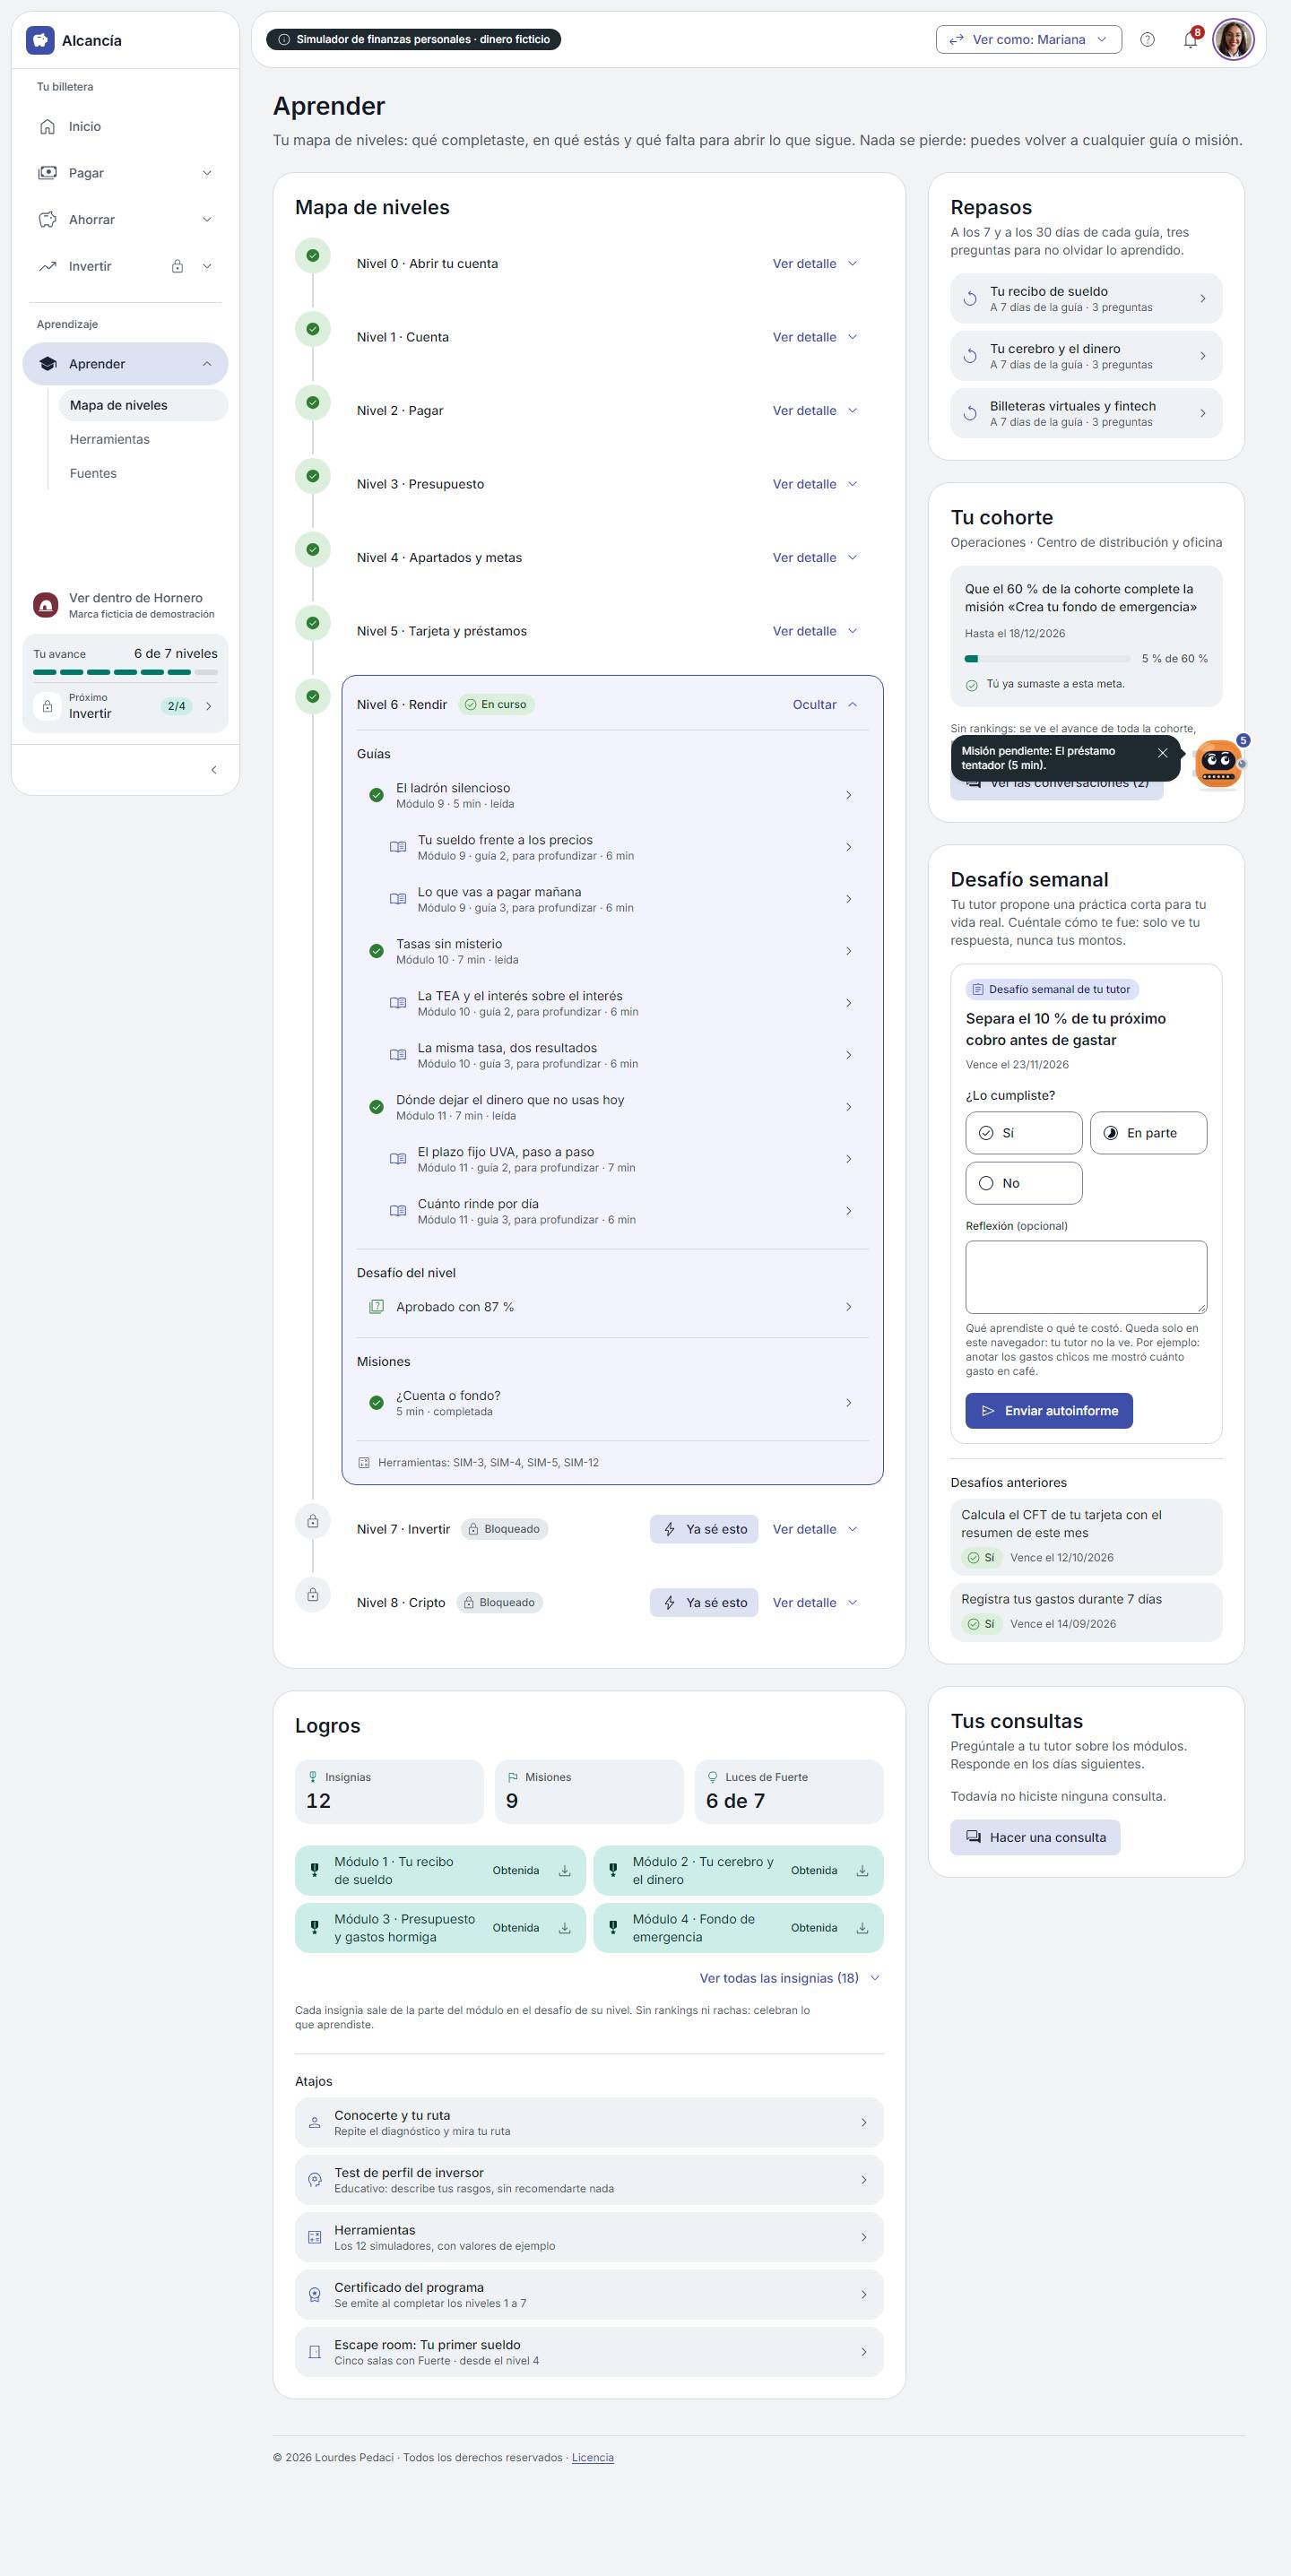 Alcancía
Tu billetera
Inicio
Pagar
Ahorrar
Invertir
Aprendizaje
Aprender
Mapa de niveles
Herramientas
Fuentes
Ver dentro de Hornero
Marca ficticia de demostración
Tu avance
6 de 7 niveles
Próximo
Invertir
2/4
Simulador de finanzas personales · dinero ficticio
Ver como: Mariana
8
Aprender
Tu mapa de niveles: qué completaste, en qué estás y qué falta para abrir lo que sigue. Nada se pierde: puedes volver a cualquier guía o misión.
Mapa de niveles
Nivel 0 · Abrir tu cuenta
Ver detalle
Nivel 1 · Cuenta
Ver detalle
Nivel 2 · Pagar
Ver detalle
Nivel 3 · Presupuesto
Ver detalle
Nivel 4 · Apartados y metas
Ver detalle
Nivel 5 · Tarjeta y préstamos
Ver detalle
Nivel 6 · Rendir
En curso
Ocultar
Guías
El ladrón silencioso
Módulo 9 · 5 min · leída
Tu sueldo frente a los precios
Módulo 9 · guía 2, para profundizar · 6 min
Lo que vas a pagar mañana
Módulo 9 · guía 3, para profundizar · 6 min
Tasas sin misterio
Módulo 10 · 7 min · leída
La TEA y el interés sobre el interés
Módulo 10 · guía 2, para profundizar · 6 min
La misma tasa, dos resultados
Módulo 10 · guía 3, para profundizar · 6 min
Dónde dejar el dinero que no usas hoy
Módulo 11 · 7 min · leída
El plazo fijo UVA, paso a paso
Módulo 11 · guía 2, para profundizar · 7 min
Cuánto rinde por día
Módulo 11 · guía 3, para profundizar · 6 min
Desafío del nivel
Aprobado con 87 %
Misiones
¿Cuenta o fondo?
5 min · completada
Herramientas: SIM-3, SIM-4, SIM-5, SIM-12
Nivel 7 · Invertir
Bloqueado
Ya sé esto
Ver detalle
Nivel 8 · Cripto
Bloqueado
Ya sé esto
Ver detalle
Logros
Insignias
12
Misiones
9
Luces de Fuerte
6 de 7
Módulo 1 · Tu recibo
de sueldo
Obtenida
Módulo 2 · Tu cerebro y
el dinero
Obtenida
Módulo 3 · Presupuesto
y gastos hormiga
Obtenida
Módulo 4 · Fondo de
emergencia
Obtenida
Ver todas las insignias (18)
Cada insignia sale de la parte del módulo en el desafío de su nivel. Sin rankings ni rachas: celebran lo
que aprendiste.
Atajos
Conocerte y tu ruta
Repite el diagnóstico y mira tu ruta
Test de perfil de inversor
Educativo: describe tus rasgos, sin recomendarte nada
Herramientas
Los 12 simuladores, con valores de ejemplo
Certificado del programa
Se emite al completar los niveles 1 a 7
Escape room: Tu primer sueldo
Cinco salas con Fuerte · desde el nivel 4
Repasos
A los 7 y a los 30 días de cada guía, tres
preguntas para no olvidar lo aprendido.
Tu recibo de sueldo
A 7 días de la guía · 3 preguntas
Tu cerebro y el dinero
A 7 días de la guía · 3 preguntas
Billeteras virtuales y fintech
A 7 días de la guía · 3 preguntas
Tu cohorte
Operaciones · Centro de distribución y oficina
Que el 60 % de la cohorte complete la
misión «Crea tu fondo de emergencia»
Hasta el 18/12/2026
5 % de 60 %
Tú ya sumaste a esta meta.
Sin rankings: se ve el avance de toda la cohorte,
Misión pendiente: El préstamo
tentador (5 min).
5
Ver las conversaciones (2)
Desafío semanal
Tu tutor propone una práctica corta para tu
vida real. Cuéntale cómo te fue: solo ve tu
respuesta, nunca tus montos.
Desafío semanal de tu tutor
Separa el 10 % de tu próximo
cobro antes de gastar
Vence el 23/11/2026
¿Lo cumpliste?
Sí
En parte
No
Reflexión (opcional)
Qué aprendiste o qué te costó. Queda solo en
este navegador: tu tutor no la ve. Por ejemplo:
anotar los gastos chicos me mostró cuánto
gasto en café.
Enviar autoinforme
Desafíos anteriores
Calcula el CFT de tu tarjeta con el
resumen de este mes
Sí
Vence el 12/10/2026
Registra tus gastos durante 7 días
Sí
Vence el 14/09/2026
Tus consultas
Pregúntale a tu tutor sobre los módulos.
Responde en los días siguientes.
Todavía no hiciste ninguna consulta.
Hacer una consulta
© 2026 Lourdes Pedaci · Todos los derechos reservados · Licencia